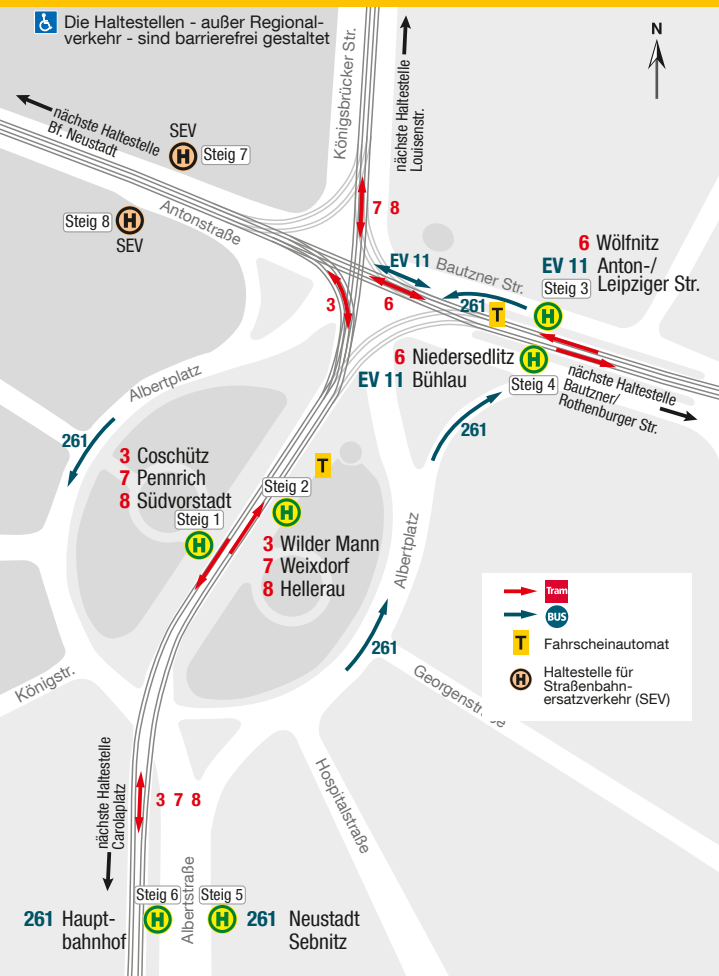 Die Haltestellen - außer Regional-
verkehr - sind barrierefrei gestaltet
N
Königsbrücker Str.
nächste Haltestelle
Louisenstr.
nächste Haltestelle
Bf. Neustadt
SEV
H Steig 7
Steig 8 H
SEV
Antonstraße
7 8
EV 11
Bautzner Str.
6 Wölfnitz
EV 11 Anton-/
Leipziger Str.
Steig 3
H
261
T
3
6
6 Niedersedlitz
EV 11 Bühlau
H
Steig 4
nächste Haltestelle
Bautzner/
Rothenburger Str.
Albertplatz
261
261
3 Coschütz
7 Pennrich
8 Südvorstadt
Steig 1
H
T
Steig 2
H
3 Wilder Mann
7 Weixdorf
8 Hellerau
Albertplatz
261
Tram
BUS
T Fahrscheinautomat
H Haltestelle für
Straßenbahn-
ersatzverkehr (SEV)
Königstr.
Georgenstraße
Hospitalstraße
nächste Haltestelle
Carolaplatz
3 7 8
Albertstraße
Steig 6
H
Steig 5
H
261 Haupt-
bahnhof
261 Neustadt
Sebnitz